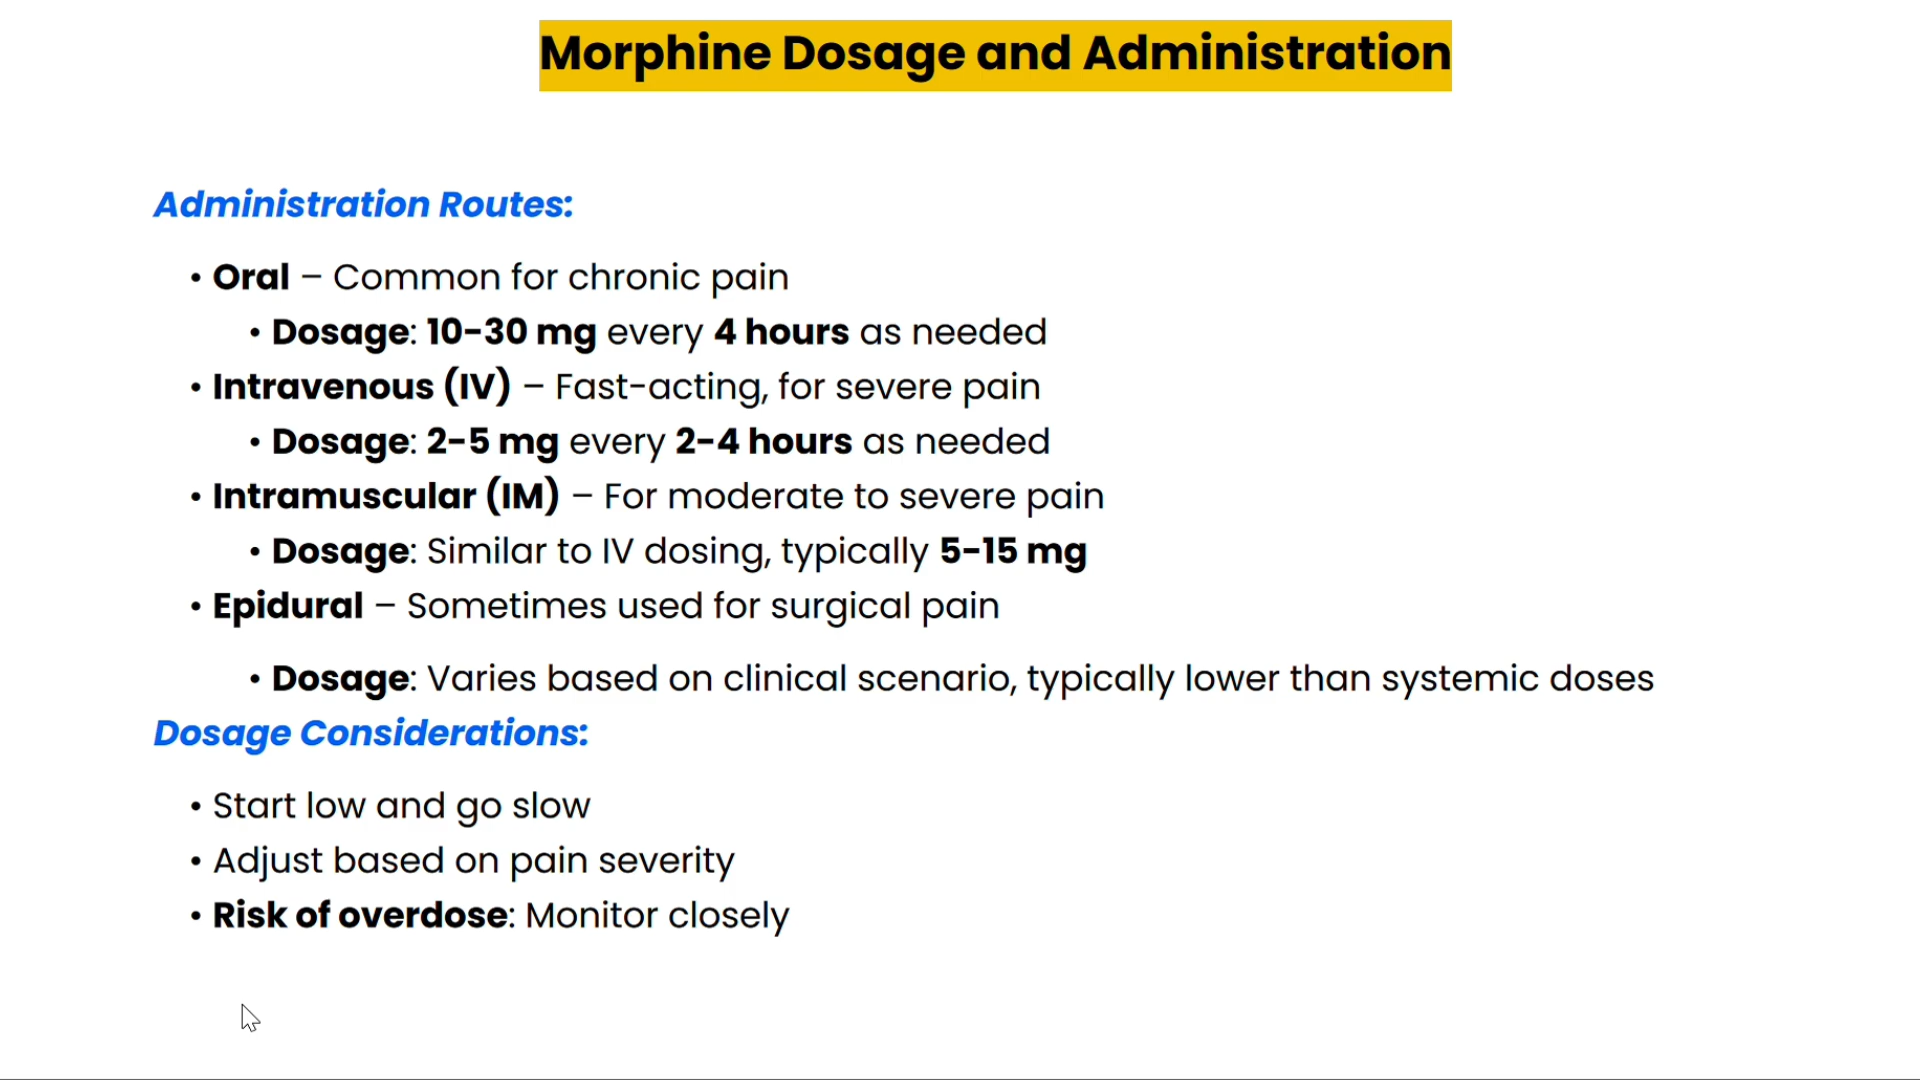 Morphine Dosage and Administration
Administration Routes:
• Oral – Common for chronic pain
• Dosage: 10-30 mg every 4 hours as needed
• Intravenous (IV) – Fast-acting, for severe pain
• Dosage: 2-5 mg every 2-4 hours as needed
• Intramuscular (IM) – For moderate to severe pain
• Dosage: Similar to IV dosing, typically 5-15 mg
• Epidural – Sometimes used for surgical pain
• Dosage: Varies based on clinical scenario, typically lower than systemic doses
Dosage Considerations:
• Start low and go slow
• Adjust based on pain severity
• Risk of overdose: Monitor closely